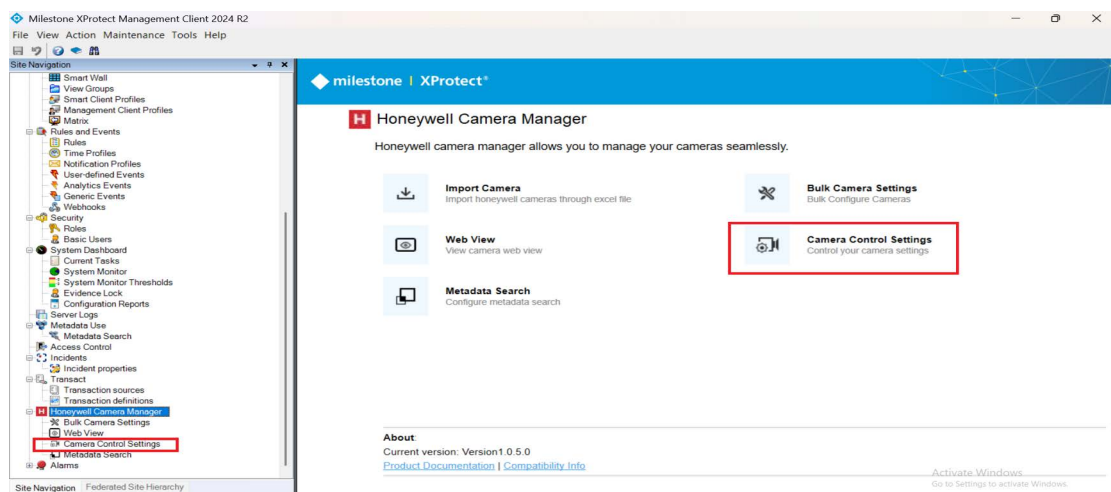 Milestone XProtect Management Client 2024 R2
File View Action Maintenance Tools Help
Site Navigation
Smart Wall
View Groups
Smart Client Profiles
Management Client Profiles
Matrix
Rules and Events
Rules
Time Profiles
Notification Profiles
User-defined Events
Analytics Events
Generic Events
Webhooks
Security
Roles
Basic Users
System Dashboard
Current Tasks
System Monitor
System Monitor Thresholds
Evidence Lock
Configuration Reports
Server Logs
Metadata Use
Metadata Search
Access Control
Incidents
Incident properties
Transact
Transaction sources
Transaction definitions
H Honeywell Camera Manager
Bulk Camera Settings
Web View
Camera Control Settings
Metadata Search
Alarms
Site Navigation Federated Site Hierarchy
milestone | XProtect®
H Honeywell Camera Manager
Honeywell camera manager allows you to manage your cameras seamlessly.
Import Camera
Import honeywell cameras through excel file
Bulk Camera Settings
Bulk Configure Cameras
Web View
View camera web view
Camera Control Settings
Control your camera settings
Metadata Search
Configure metadata search
About:
Current version: Version1.0.5.0
Product Documentation | Compatibility Info
Activate Windows
Go to Settings to activate Windows.